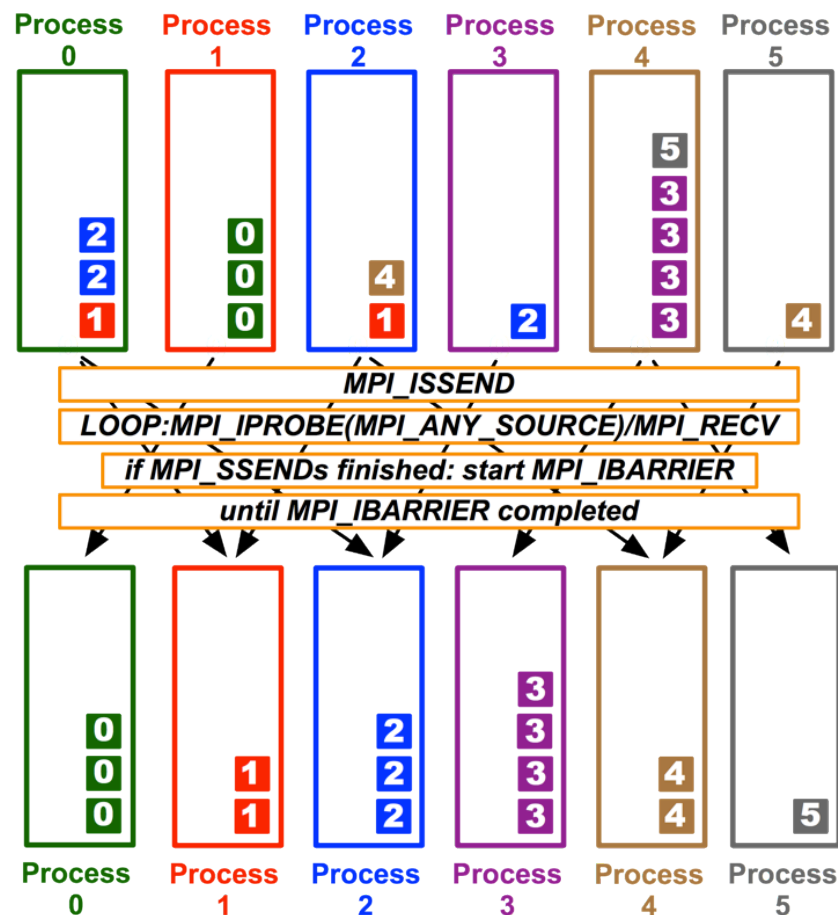 Process Process Process Process Process Process
0 1 2 3 4 5
5
3
2 0 3
2 0 4 3
1 0 1 2 3 4
MPI_ISSEND
LOOP:MPI_IPROBE(MPI_ANY_SOURCE)/MPI_RECV
if MPI_SSENDs finished: start MPI_IBARRIER
until MPI_IBARRIER completed
3
0 2 3
0 1 2 3 4
0 1 2 3 4 5
Process Process Process Process Process Process
0 1 2 3 4 5